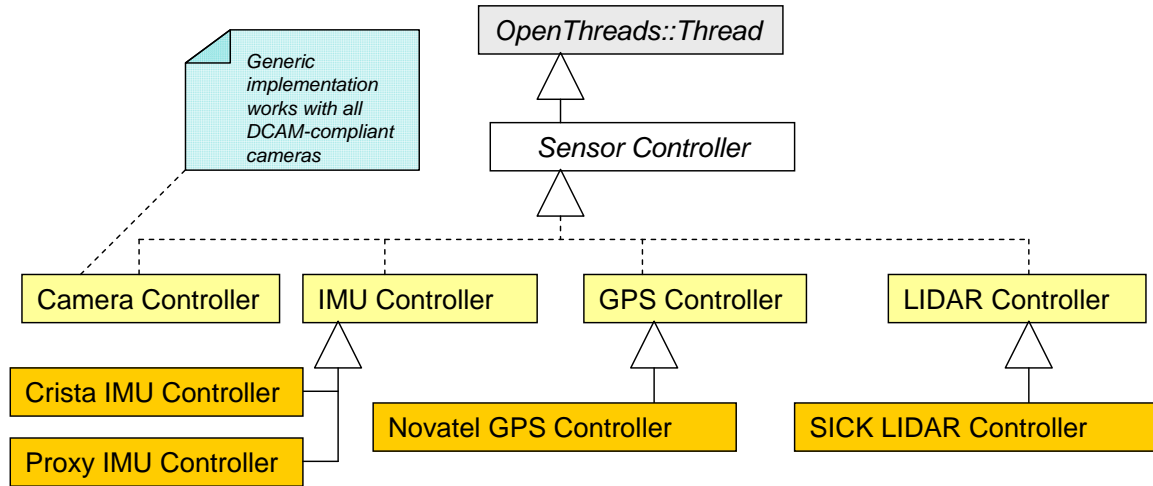 OpenThreads::Thread
Generic
implementation
works with all
DCAM-compliant
cameras
Sensor Controller
Camera Controller
IMU Controller
GPS Controller
LIDAR Controller
Crista IMU Controller
Novatel GPS Controller
SICK LIDAR Controller
Proxy IMU Controller